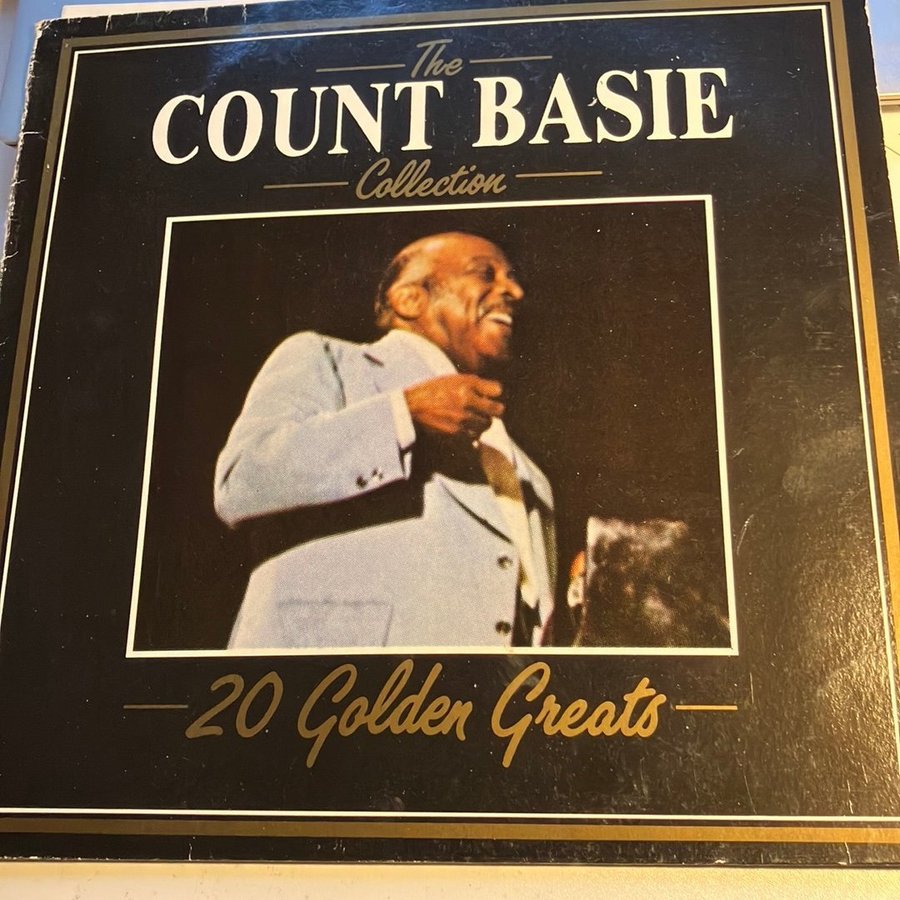 The
COUNT BASIE
Collection
20 Golden Greats